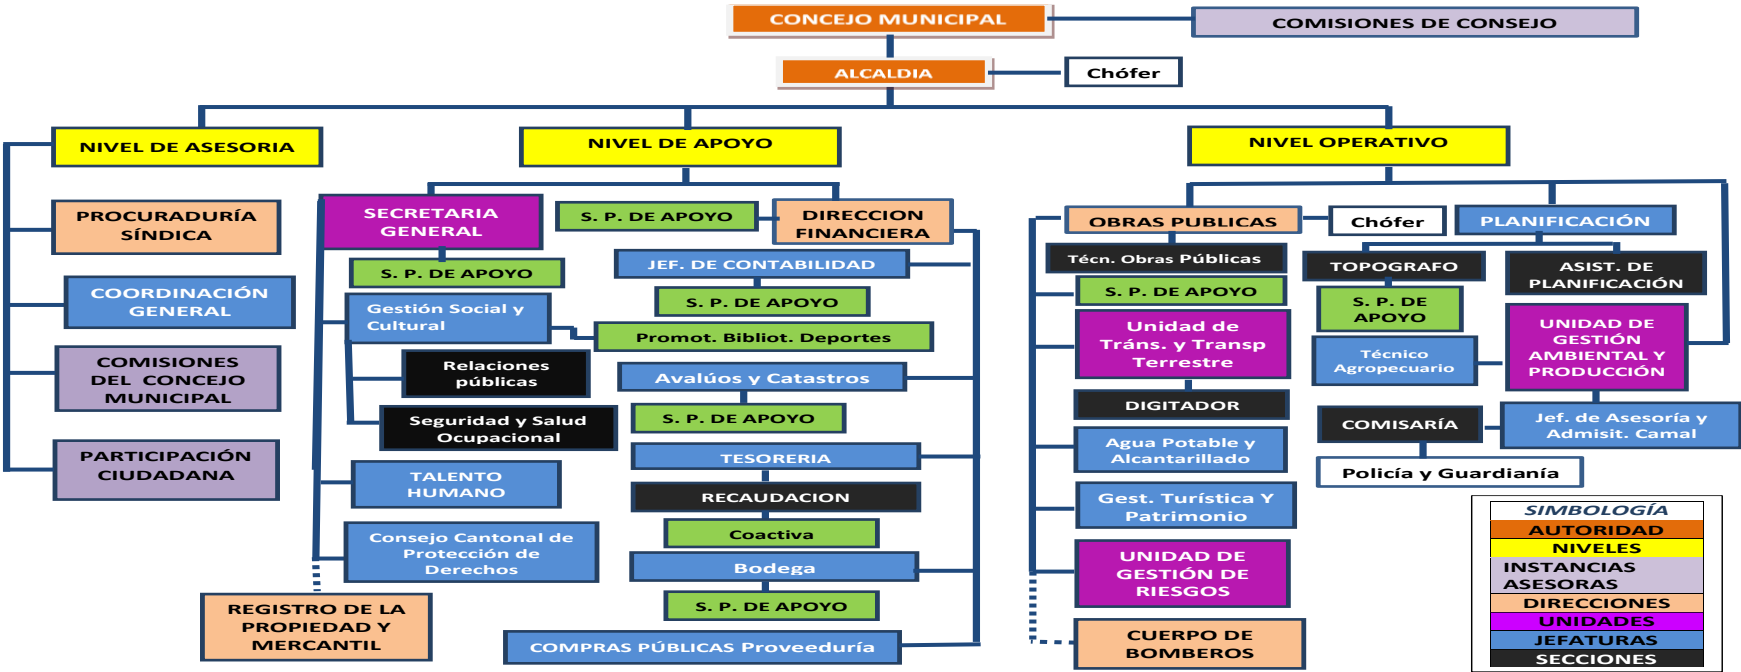 CONCEJO MUNICIPAL
COMISIONES DE CONSEJO
ALCALDIA
Chófer
NIVEL DE ASESORIA
NIVEL DE APOYO
NIVEL OPERATIVO
PROCURADURÍA
SÍNDICA
COORDINACIÓN
GENERAL
COMISIONES
DEL CONCEJO
MUNICIPAL
PARTICIPACIÓN
CIUDADANA
SECRETARIA
GENERAL
S. P. DE APOYO
Gestión Social y
Cultural
Promot. Bibliot. Deportes
Relaciones
públicas
Seguridad y Salud
Ocupacional
TALENTO
HUMANO
Consejo Cantonal de
Protección de
Derechos
REGISTRO DE LA
PROPIEDAD Y
MERCANTIL
S. P. DE APOYO
DIRECCION
FINANCIERA
JEF. DE CONTABILIDAD
S. P. DE APOYO
Avalúos y Catastros
S. P. DE APOYO
TESORERIA
RECAUDACION
Coactiva
Bodega
S. P. DE APOYO
COMPRAS PÚBLICAS Proveeduría
OBRAS PUBLICAS
Chófer
Técn. Obras Públicas
S. P. DE APOYO
Unidad de
Tráns. y Transp
Terrestre
DIGITADOR
Agua Potable y
Alcantarillado
Gest. Turística Y
Patrimonio
UNIDAD DE
GESTIÓN DE
RIESGOS
CUERPO DE
BOMBEROS
PLANIFICACIÓN
TOPOGRAFO
S. P. DE
APOYO
ASIST. DE
PLANIFICACIÓN
UNIDAD DE
GESTIÓN
AMBIENTAL Y
PRODUCCIÓN
Técnico
Agropecuario
Jef. de Asesoría y
Admisit. Camal
COMISARÍA
Policía y Guardianía
SIMBOLOGÍA
AUTORIDAD
NIVELES
INSTANCIAS
ASESORAS
DIRECCIONES
UNIDADES
JEFATURAS
SECCIONES